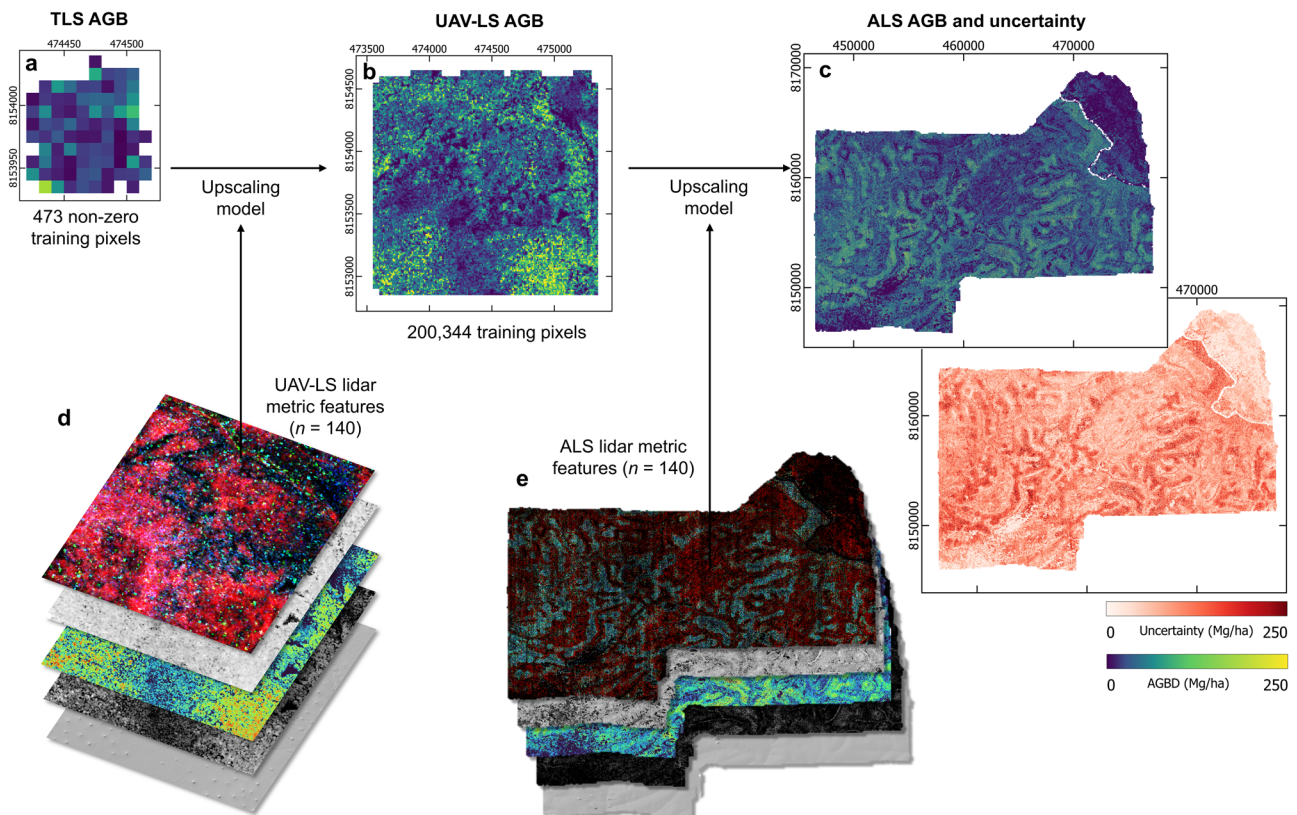 TLS AGB
474450 474500
a
8154000
8153950
473 non-zero
training pixels
Upscaling
model
UAV-LS AGB
473500 474000 474500 475000
b
8154500
8154000
8153500
8153000
200,344 training pixels
Upscaling
model
ALS AGB and uncertainty
450000 460000 470000
c
8170000
8160000
8150000
470000
8160000
8150000
0 Uncertainty (Mg/ha) 250
0 AGBD (Mg/ha) 250
d
UAV-LS lidar
metric features
(n = 140)
e
ALS lidar metric
features (n = 140)